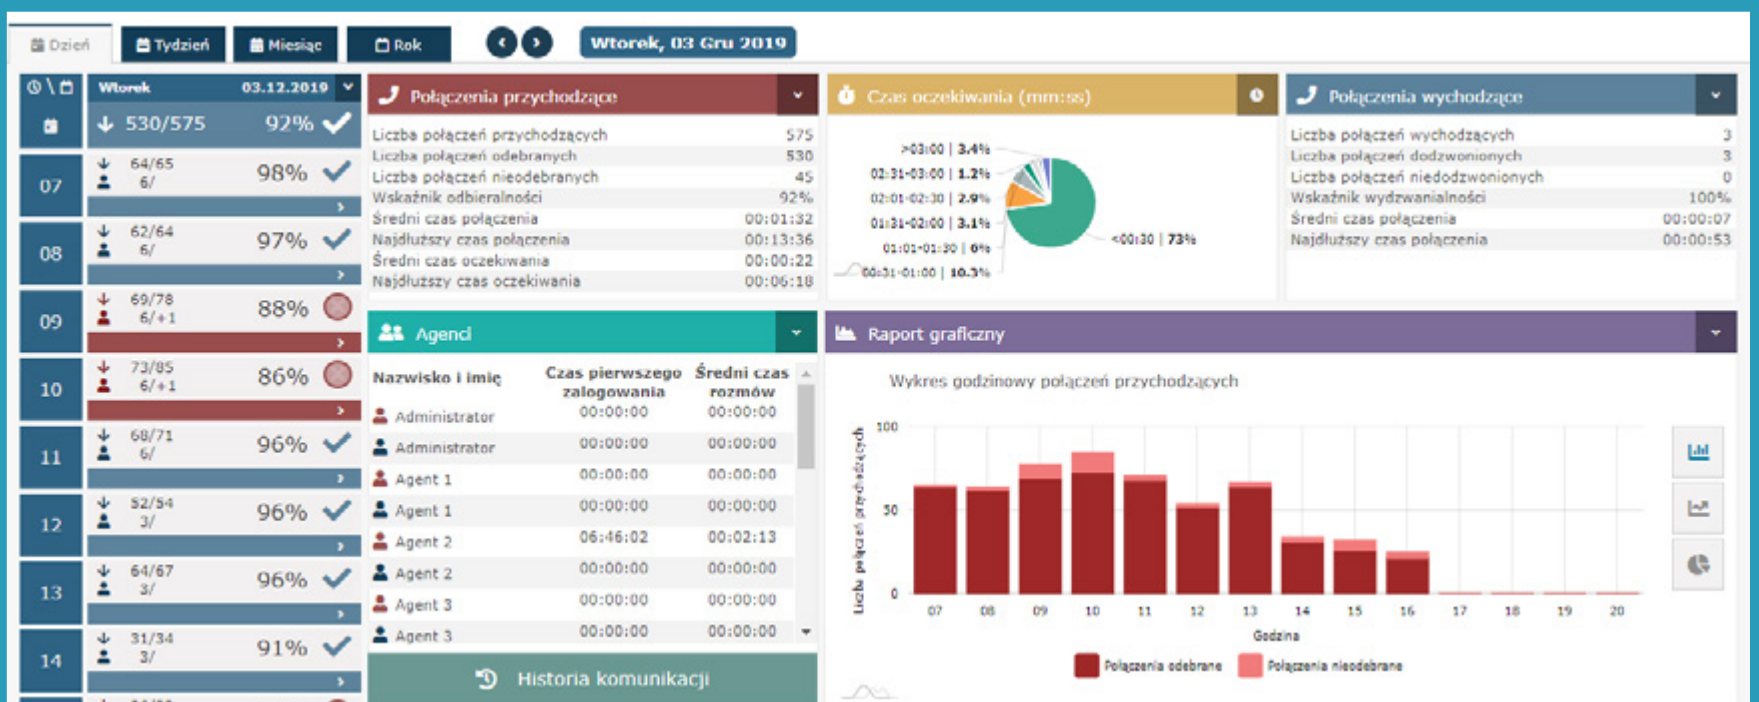 Dzień Tydzień Miesiąc Rok Wtorek, 03 Gru 2019
Wtorek 03.12.2019
530/575 92%
07 64/65 98%
6/
08 62/64 97%
6/
09 69/78 88%
6/+1
10 73/85 86%
6/+1
11 68/71 96%
6/
12 52/54 96%
3/
13 64/67 96%
3/
14 31/34 91%
3/
Połączenia przychodzące
Liczba połączeń przychodzących 575
Liczba połączeń odebranych 530
Liczba połączeń nieodebranych 45
Wskaźnik odbieralności 92%
Średni czas połączenia 00:01:32
Najdłuższy czas połączenia 00:13:36
Średni czas oczekiwania 00:00:22
Najdłuższy czas oczekiwania 00:06:18
Czas oczekiwania (mm:ss)
>03:00 | 3.4%
02:31-03:00 | 1.2%
02:01-02:30 | 2.9%
01:31-02:00 | 3.1%
01:01-01:30 | 6%
00:31-01:00 | 10.3%
<00:30 | 73%
Połączenia wychodzące
Liczba połączeń wychodzących 3
Liczba połączeń dodzwonionych 3
Liczba połączeń niedodzwonionych 0
Wskaźnik wydzwanialności 100%
Średni czas połączenia 00:00:07
Najdłuższy czas połączenia 00:00:53
Agenci
Nazwisko i imię Czas pierwszego zalogowania Średni czas rozmów
Administrator 00:00:00 00:00:00
Administrator 00:00:00 00:00:00
Agent 1 00:00:00 00:00:00
Agent 1 00:00:00 00:00:00
Agent 2 06:46:02 00:02:13
Agent 2 00:00:00 00:00:00
Agent 3 00:00:00 00:00:00
Agent 3 00:00:00 00:00:00
Historia komunikacji
Raport graficzny
Wykres godzinowy połączeń przychodzących
Liczba połączeń przychodzących
100
50
0
07 08 09 10 11 12 13 14 15 16 17 18 19 20
Godzina
Połączenia odebrane Połączenia nieodebrane